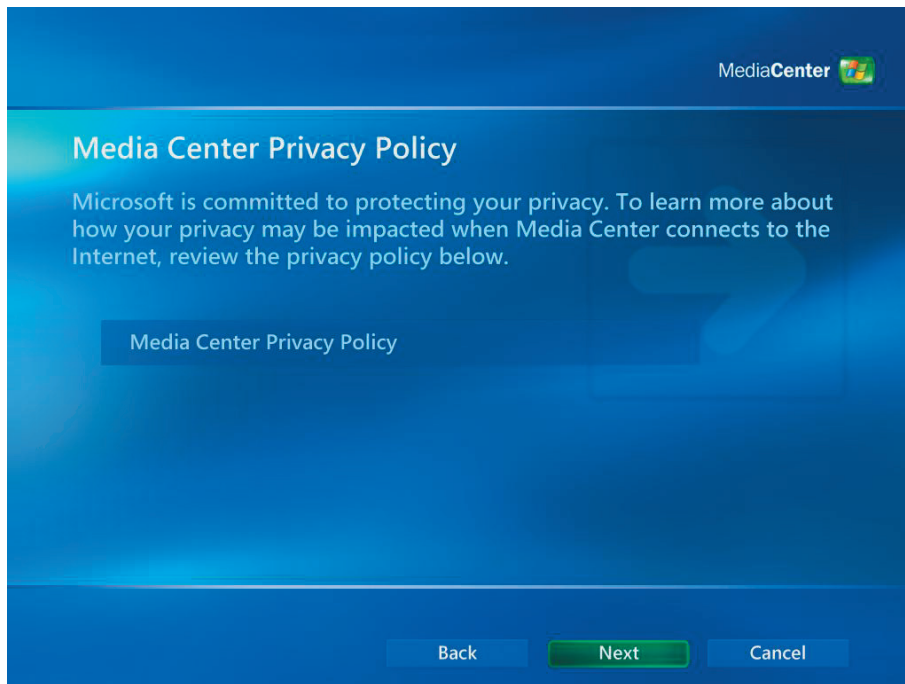 MediaCenter
Media Center Privacy Policy
Microsoft is committed to protecting your privacy. To learn more about
how your privacy may be impacted when Media Center connects to the
Internet, review the privacy policy below.
Media Center Privacy Policy
Back Next Cancel